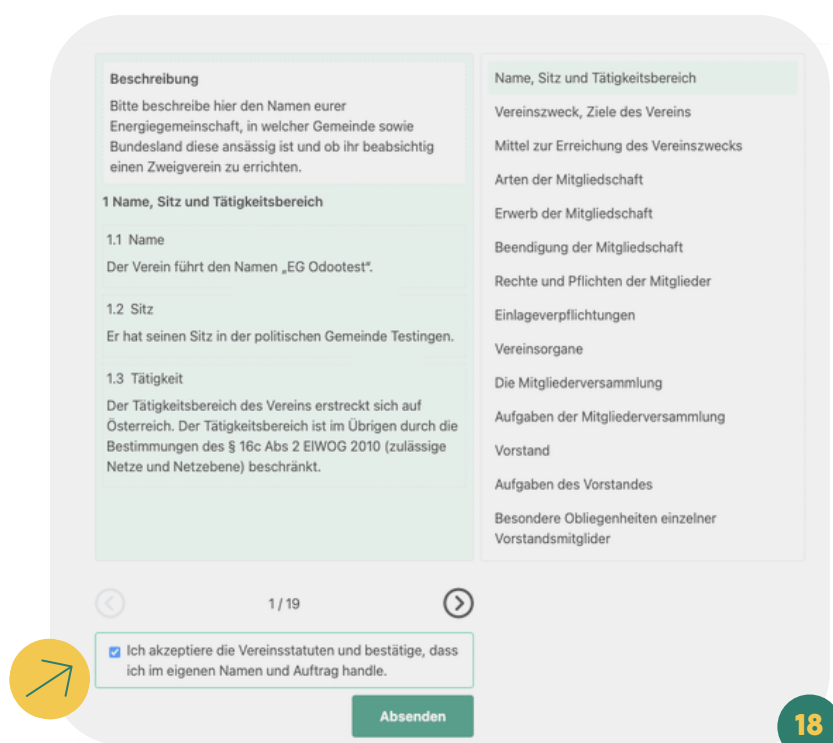 Beschreibung
Bitte beschreibe hier den Namen eurer
Energiegemeinschaft, in welcher Gemeinde sowie
Bundesland diese ansässig ist und ob ihr beabsichtig
einen Zweigverein zu errichten.
1 Name, Sitz und Tätigkeitsbereich
1.1 Name
Der Verein führt den Namen „EG Odootest“.
1.2 Sitz
Er hat seinen Sitz in der politischen Gemeinde Testingen.
1.3 Tätigkeit
Der Tätigkeitsbereich des Vereins erstreckt sich auf
Österreich. Der Tätigkeitsbereich ist im Übrigen durch die
Bestimmungen des § 16c Abs 2 ElWOG 2010 (zulässige
Netze und Netzebene) beschränkt.
Name, Sitz und Tätigkeitsbereich
Vereinszweck, Ziele des Vereins
Mittel zur Erreichung des Vereinszwecks
Arten der Mitgliedschaft
Erwerb der Mitgliedschaft
Beendigung der Mitgliedschaft
Rechte und Pflichten der Mitglieder
Einlageverpflichtungen
Vereinsorgane
Die Mitgliederversammlung
Aufgaben der Mitgliederversammlung
Vorstand
Aufgaben des Vorstandes
Besondere Obliegenheiten einzelner
Vorstandsmitglider
1 / 19
Ich akzeptiere die Vereinsstatuten und bestätige, dass
ich im eigenen Namen und Auftrag handle.
Absenden
18